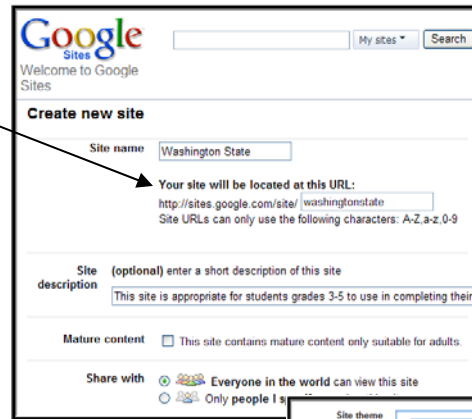 Google
Sites
My sites Search
Welcome to Google
Sites
Create new site
Site name Washington State
Your site will be located at this URL:
http://sites.google.com/site/ washingtonstate
Site URLs can only use the following characters: A-Z,a-z,0-9
Site description (optional) enter a short description of this site
This site is appropriate for students grades 3-5 to use in completing their
Mature content This site contains mature content only suitable for adults.
Share with Everyone in the world can view this site
Only people I
Site theme